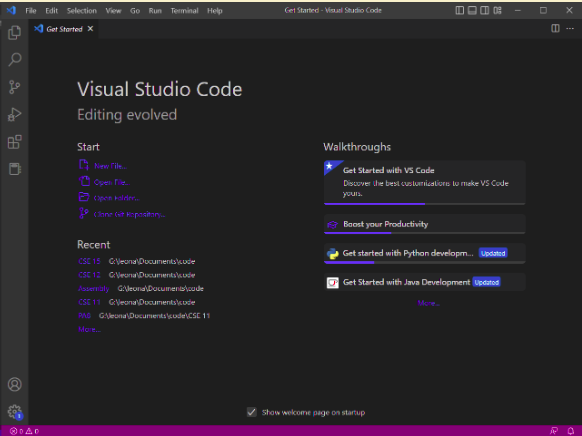 File Edit Selection View Go Run Terminal Help
Get Started - Visual Studio Code
Get Started
Visual Studio Code
Editing evolved
Start
New File...
Open File...
Open Folder...
Clone Git Repository...
Recent
CSE 15 G:\leona\Documents\code
CSE 12 G:\leona\Documents\code
Assembly G:\leona\Documents\code
CSE 11 G:\leona\Documents\code
PA0 G:\leona\Documents\code\CSE 11
More...
Walkthroughs
Get Started with VS Code
Discover the best customizations to make VS Code
yours.
Boost your Productivity
Get started with Python developm... Updated
Get Started with Java Development Updated
More...
Show welcome page on startup
0 0